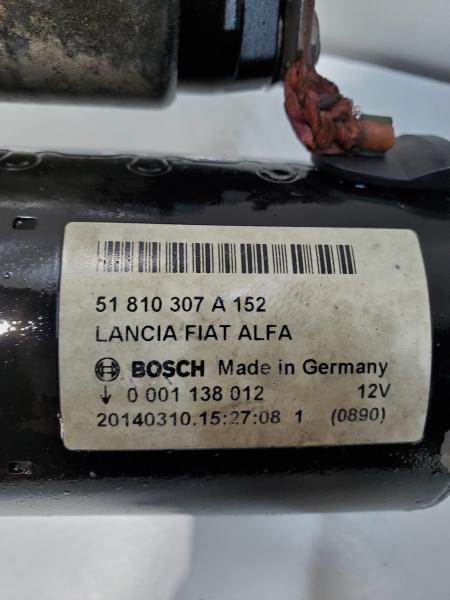 51 810 307 A 152
LANCIA FIAT ALFA
BOSCH Made in Germany
↓ 0 001 138 012 12V
20140310.15:27:08 1 (0890)